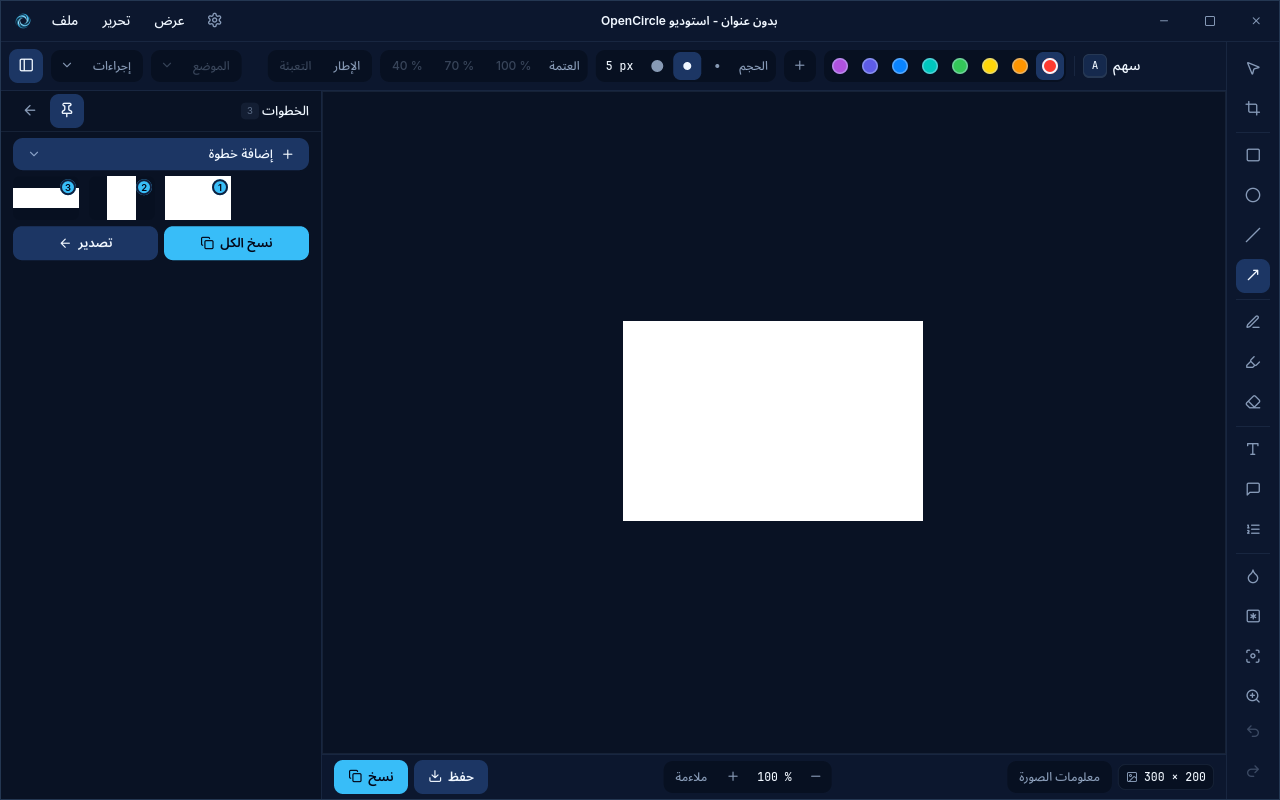 بدون عنوان - استوديو OpenCircle
ملف
تحرير
عرض
سهم
A
الحجم
5 px
العتمة
100 %
70 %
40 %
الإطار
التعبئة
الموضع
إجراءات
الخطوات
3
إضافة خطوة
1
2
3
نسخ الكل
تصدير
300 × 200
معلومات الصورة
100 %
ملاءمة
حفظ
نسخ